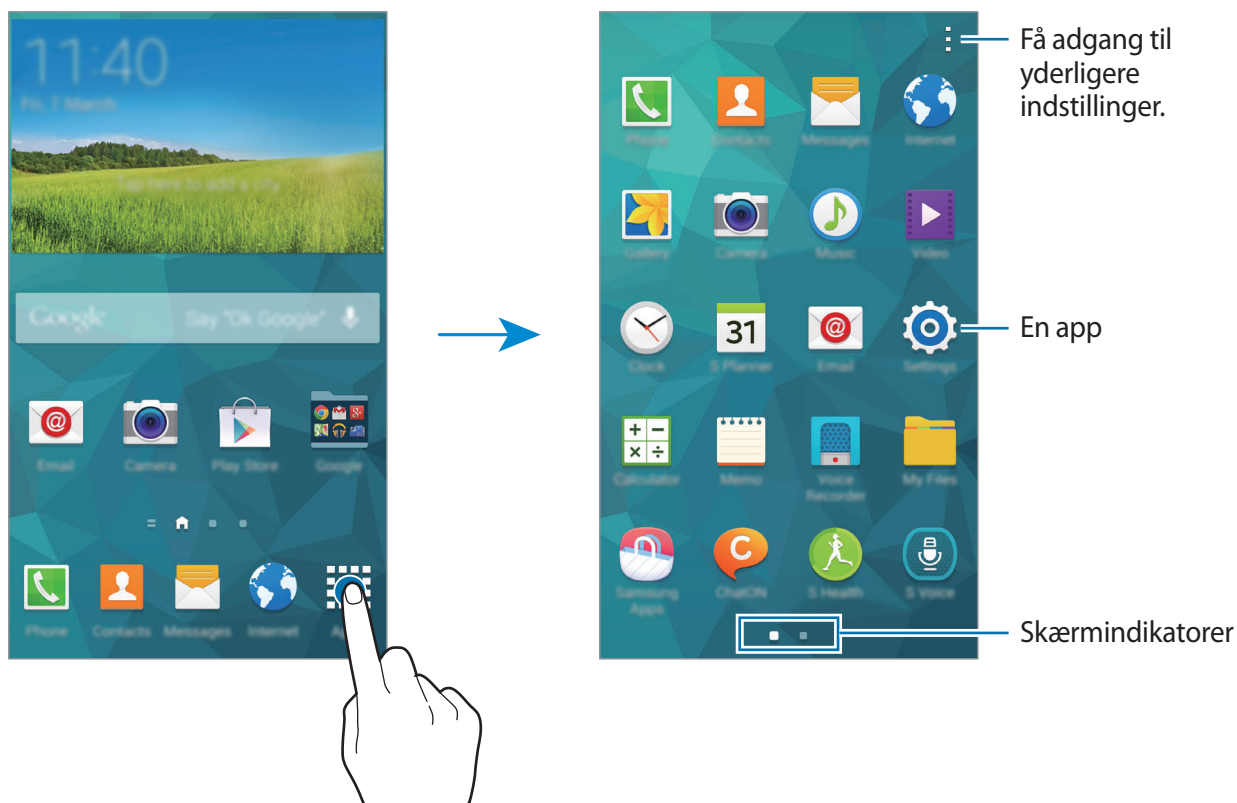 11:40
Fri, 7 March
Tap here to add a city
Google Say "Ok Google"
Email Camera Play Store Google
Phone Contacts Messages Internet
Få adgang til
yderligere
indstillinger.
Phone Contacts Messages Internet
Gallery Camera Music Video
31
En app
Clock S Planner Email Settings
Calculator Memo Voice Recorder My Files
C
Samsung Apps ChatON S Health S Voice
Skærmindikatorer